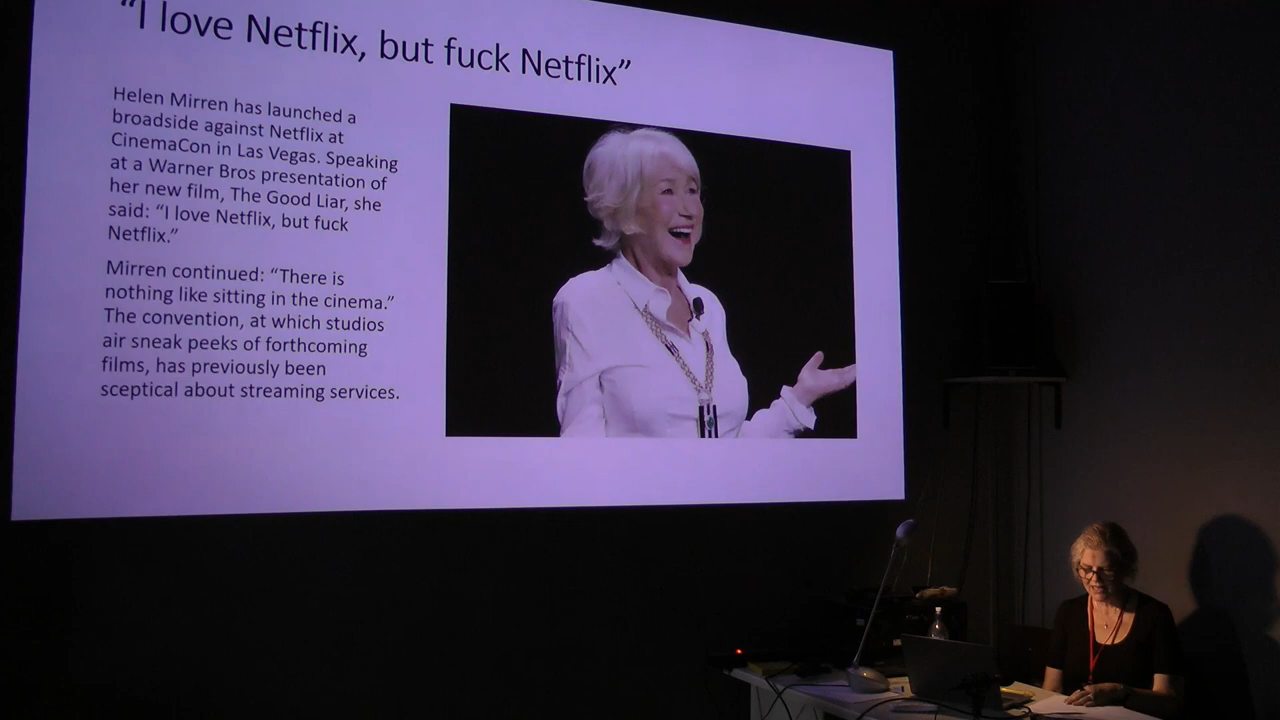 “I love Netflix, but fuck Netflix”
Helen Mirren has launched a
broadside against Netflix at
CinemaCon in Las Vegas. Speaking
at a Warner Bros presentation of
her new film, The Good Liar, she
said: “I love Netflix, but fuck
Netflix.”
Mirren continued: “There is
nothing like sitting in the cinema.”
The convention, at which studios
air sneak peeks of forthcoming
films, has previously been
sceptical about streaming services.